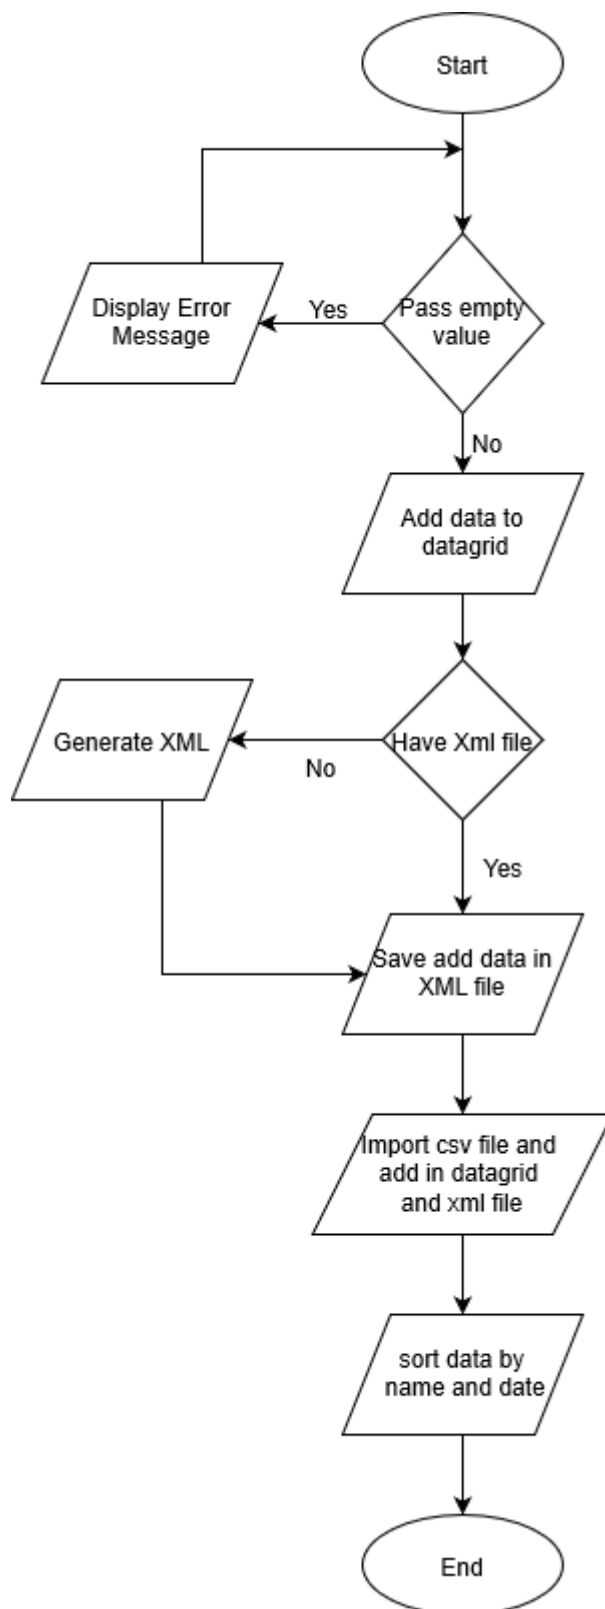 Start
Display Error
Message
Yes
Pass empty
value
No
Add data to
datagrid
Generate XML
No
Have Xml file
Yes
Save add data in
XML file
Import csv file and
add in datagrid
and xml file
sort data by
name and date
End